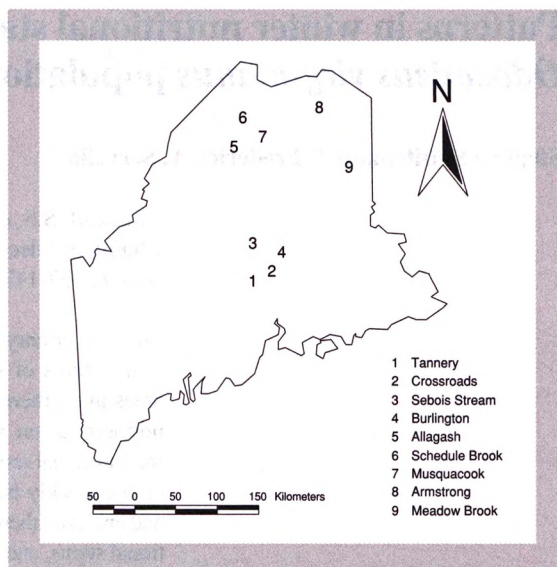 N
8
6
7
5
9
3
4
2
1
1 Tannery
2 Crossroads
3 Sebois Stream
4 Burlington
5 Allagash
6 Schedule Brook
7 Musquacook
8 Armstrong
9 Meadow Brook
50 0 50 100 150 Kilometers